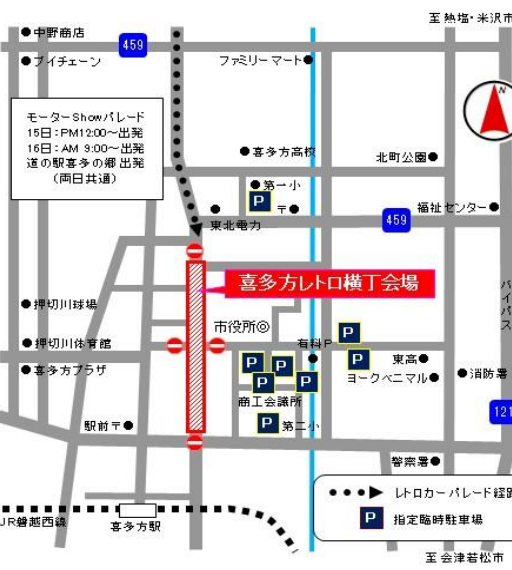 至 熱塩・米沢市
中野商店
459
ブイチェーン
ファミリーマート
N
モーターShowパレード
15日：PM12:00～出発
16日：AM 9:00～出発
道の駅喜多の郷 出発
（両日共通）
喜多方高校
北町公園
第一小
P
〒
福祉センター
東北電力
459
喜多方レトロ横丁会場
バイパス
押切川球場
市役所◎
P
押切川体育館
有料P
P
東高
喜多方プラザ
P
P
P
P
ヨークベニマル
消防署
商工会議所
121
駅前〒
P
第二小
警察署
レトロカーパレード経路
P
指定臨時駐車場
JR磐越西線
喜多方駅
至 会津若松市